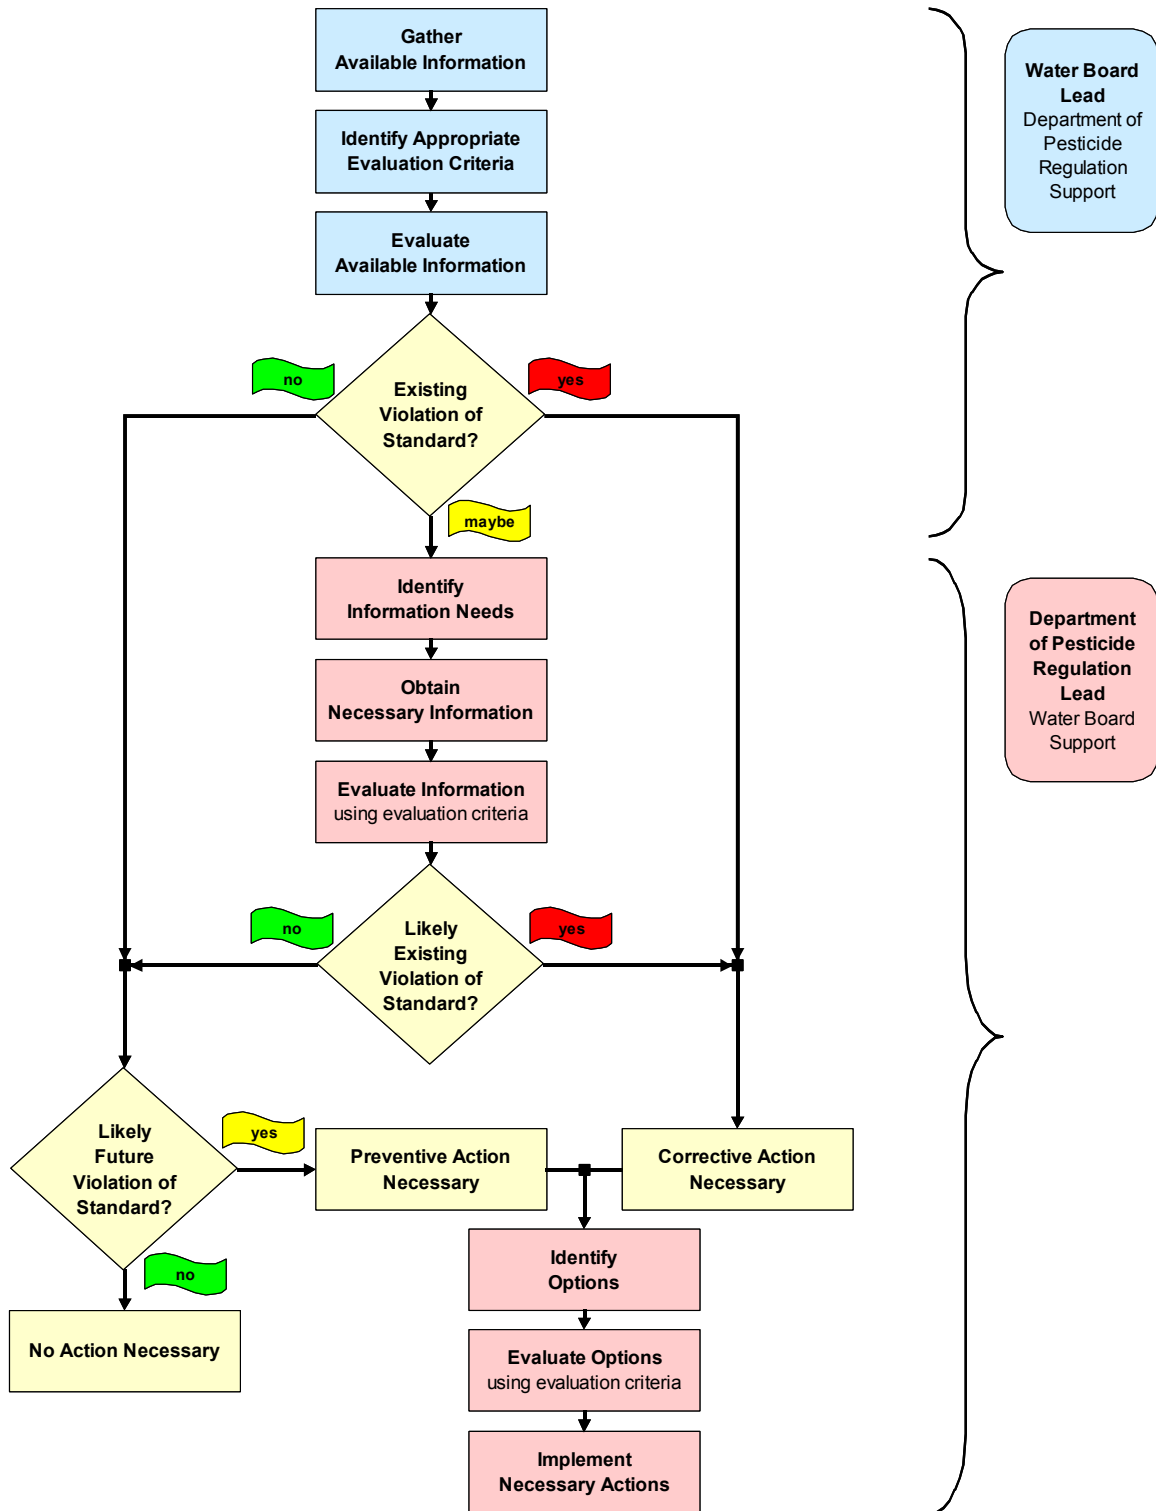 Gather
Available Information
Water Board
Lead
Department of
Pesticide
Regulation
Support
Identify Appropriate
Evaluation Criteria
Evaluate
Available Information
no
yes
Existing
Violation of
Standard?
maybe
Identify
Information Needs
Department
of Pesticide
Regulation
Lead
Water Board
Support
Obtain
Necessary Information
Evaluate Information
using evaluation criteria
no
yes
Likely
Existing
Violation of
Standard?
Likely
Future
Violation of
Standard?
yes
Preventive Action
Necessary
Corrective Action
Necessary
no
Identify
Options
No Action Necessary
Evaluate Options
using evaluation criteria
Implement
Necessary Actions